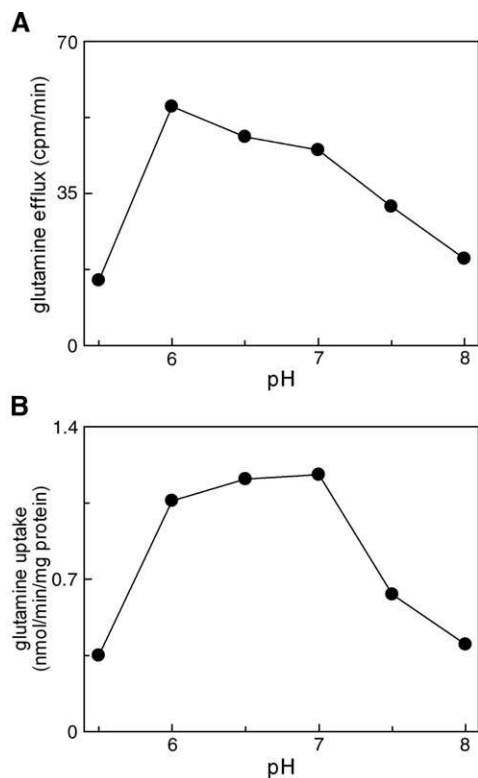 A
70
35
0
glutamine efflux (cpm/min)
6 7 8
pH
B
1.4
0.7
0
glutamine uptake
(nmol/min/mg protein)
6 7 8
pH